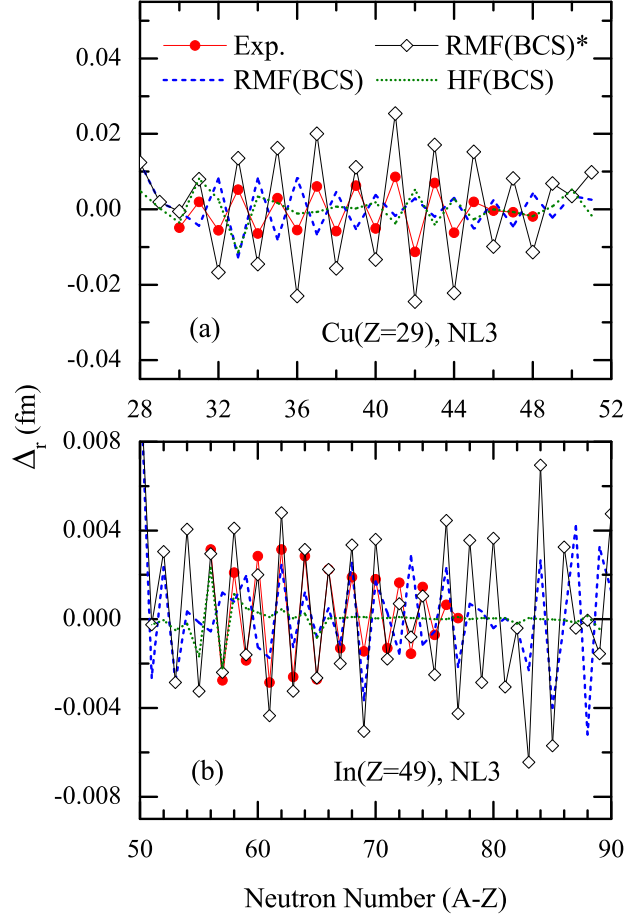 0.04
0.02
0.00
-0.02
-0.04
Exp. RMF(BCS)*
RMF(BCS) HF(BCS)
(a) Cu(Z=29), NL3
28 32 36 40 44 48 52
Δr (fm)
0.008
0.004
0.000
-0.004
-0.008
(b) In(Z=49), NL3
50 60 70 80 90
Neutron Number (A-Z)